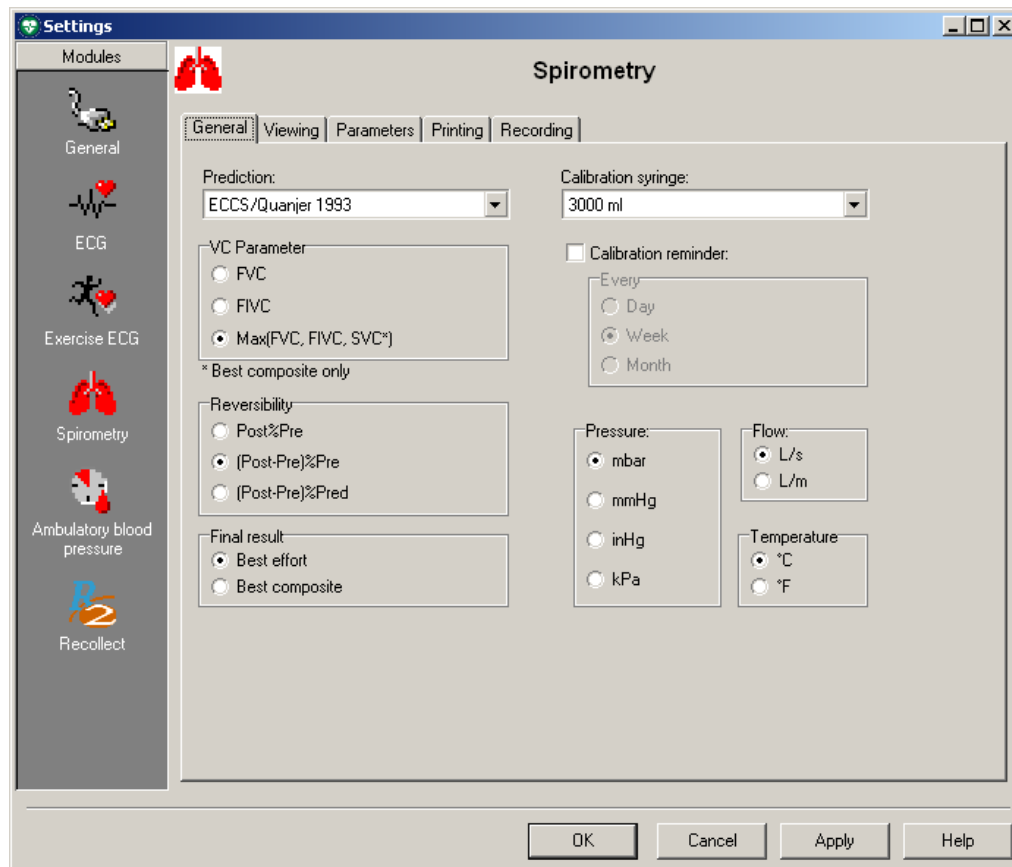 Settings
Modules
General
ECG
Exercise ECG
Spirometry
Ambulatory blood
pressure
Recollect
Spirometry
General
Viewing
Parameters
Printing
Recording
Prediction:
ECCS/Quanjer 1993
VC Parameter
FVC
FIVC
Max(FVC, FIVC, SVC*)
* Best composite only
Reversibility
Post%Pre
(Post-Pre)%Pre
(Post-Pre)%Pred
Final result
Best effort
Best composite
Calibration syringe:
3000 ml
Calibration reminder:
Every
Day
Week
Month
Pressure:
mbar
mmHg
inHg
kPa
Flow:
L/s
L/m
Temperature
°C
°F
OK
Cancel
Apply
Help